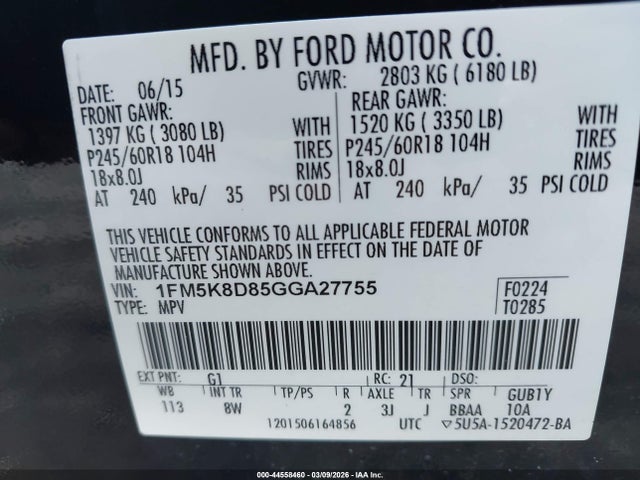 MFD. BY FORD MOTOR CO.
DATE: 06/15 GVWR: 2803 KG ( 6180 LB)
FRONT GAWR: REAR GAWR:
1397 KG ( 3080 LB) WITH 1520 KG ( 3350 LB) WITH
P245/60R18 104H TIRES P245/60R18 104H TIRES
18x8.0J RIMS 18x8.0J RIMS
AT 240 kPa/ 35 PSI COLD AT 240 kPa/ 35 PSI COLD
THIS VEHICLE CONFORMS TO ALL APPLICABLE FEDERAL MOTOR
VEHICLE SAFETY STANDARDS IN EFFECT ON THE DATE OF
MANUFACTURE SHOWN ABOVE.
VIN: 1FM5K8D85GGA27755 F0224
TYPE: MPV T0285
EXT PNT: G1 RC: 21 DSO:
WB INT TR TP/PS R AXLE TR SPR GUB1Y
113 8W 2 3J J BBAA 10A
1201506164856 UTC ▽5U5A-1520472-BA
000-44558460 - 03/09/2026 - IAA Inc.